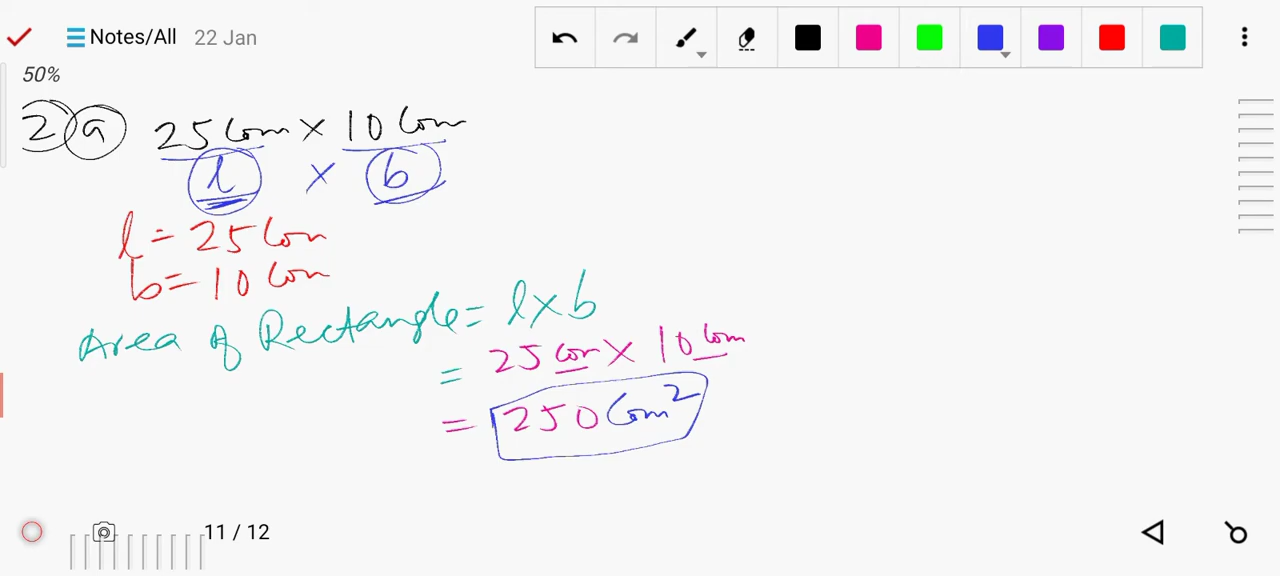 Notes/All 22 Jan
50%
2 a 25 Cm × 10 Cm
l × b
l = 25 Cm
b = 10 Cm
Area of Rectangle = l × b
= 25 cm × 10 Cm
= 250 Cm²
11 / 12